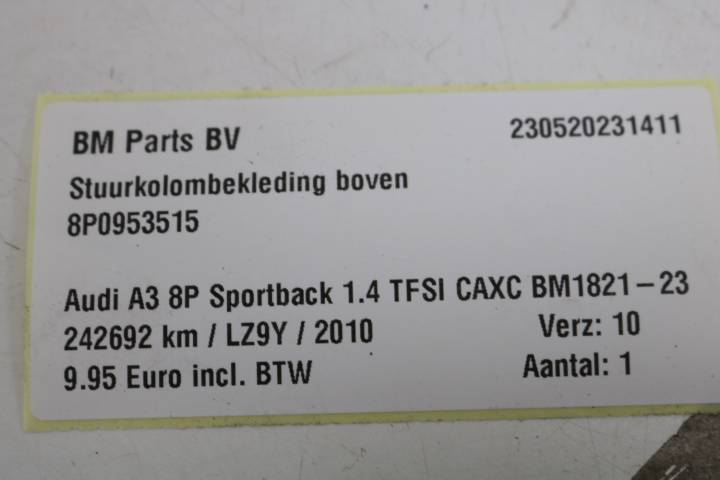 BM Parts BV 230520231411
Stuurkolombekleding boven
8P0953515
Audi A3 8P Sportback 1.4 TFSI CAXC BM1821-23
242692 km / LZ9Y / 2010 Verz: 10
9.95 Euro incl. BTW Aantal: 1